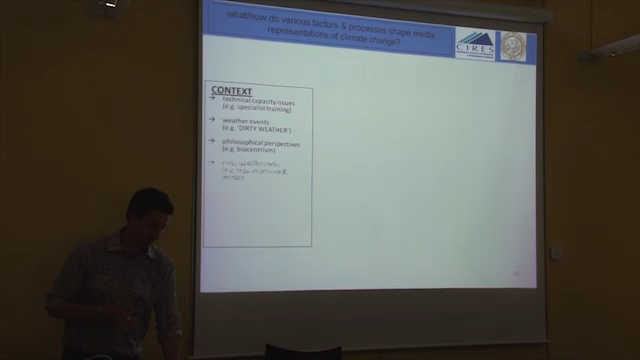 what/how do various factors & processes shape media
representations of climate change?
CIRES
CONTEXT
→ technical capacity issues
(e.g. specialist training)
→ weather events
(e.g. 'DIRTY WEATHER')
→ philosophical perspectives
(e.g. biocentrism)
→